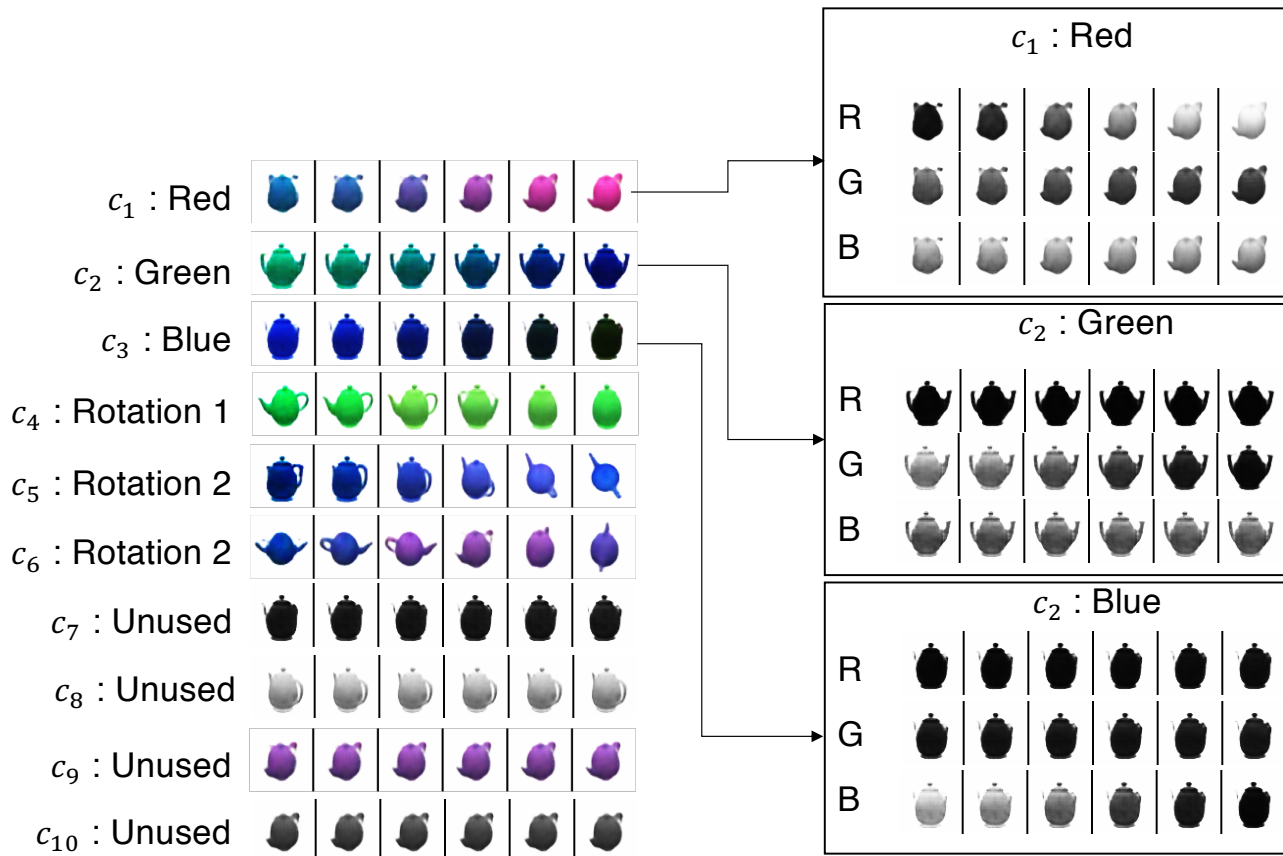 c₁ : Red
c₂ : Green
c₃ : Blue
c₄ : Rotation 1
c₅ : Rotation 2
c₆ : Rotation 2
c₇ : Unused
c₈ : Unused
c₉ : Unused
c₁₀ : Unused
c₁ : Red
R
G
B
c₂ : Green
R
G
B
c₂ : Blue
R
G
B